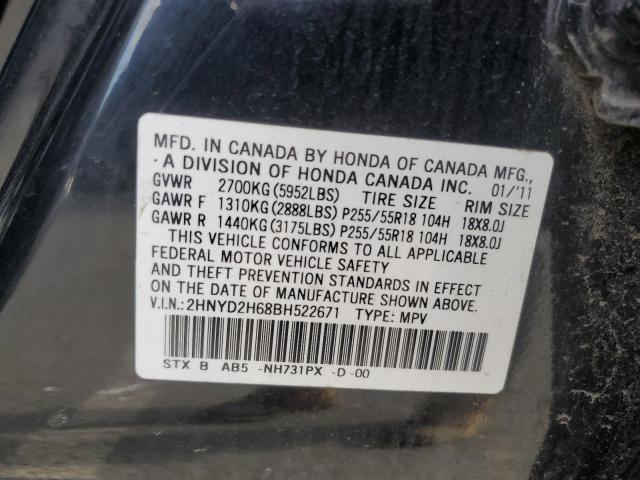 MFD. IN CANADA BY HONDA OF CANADA MFG.,
- A DIVISION OF HONDA CANADA INC. 01/'11
GVWR 2700KG (5952LBS) TIRE SIZE RIM SIZE
GAWR F 1310KG (2888LBS) P255/55R18 104H 18X8.0J
GAWR R 1440KG (3175LBS) P255/55R18 104H 18X8.0J
THIS VEHICLE CONFORMS TO ALL APPLICABLE
FEDERAL MOTOR VEHICLE SAFETY
AND THEFT PREVENTION STANDARDS IN EFFECT
ON THE DATE OF MANUFACTURE SHOWN ABOVE.
V.I.N.: 2HNYD2H68BH522671 TYPE: MPV
STX B AB5 -NH731PX -D -00